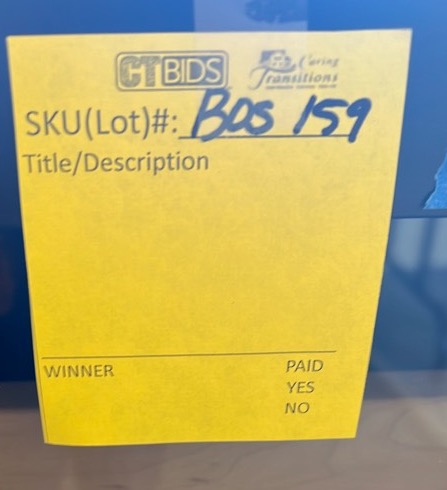 CTBIDS Caring Transitions
SKU(Lot)#: BOS 159
Title/Description
WINNER PAID
YES
NO